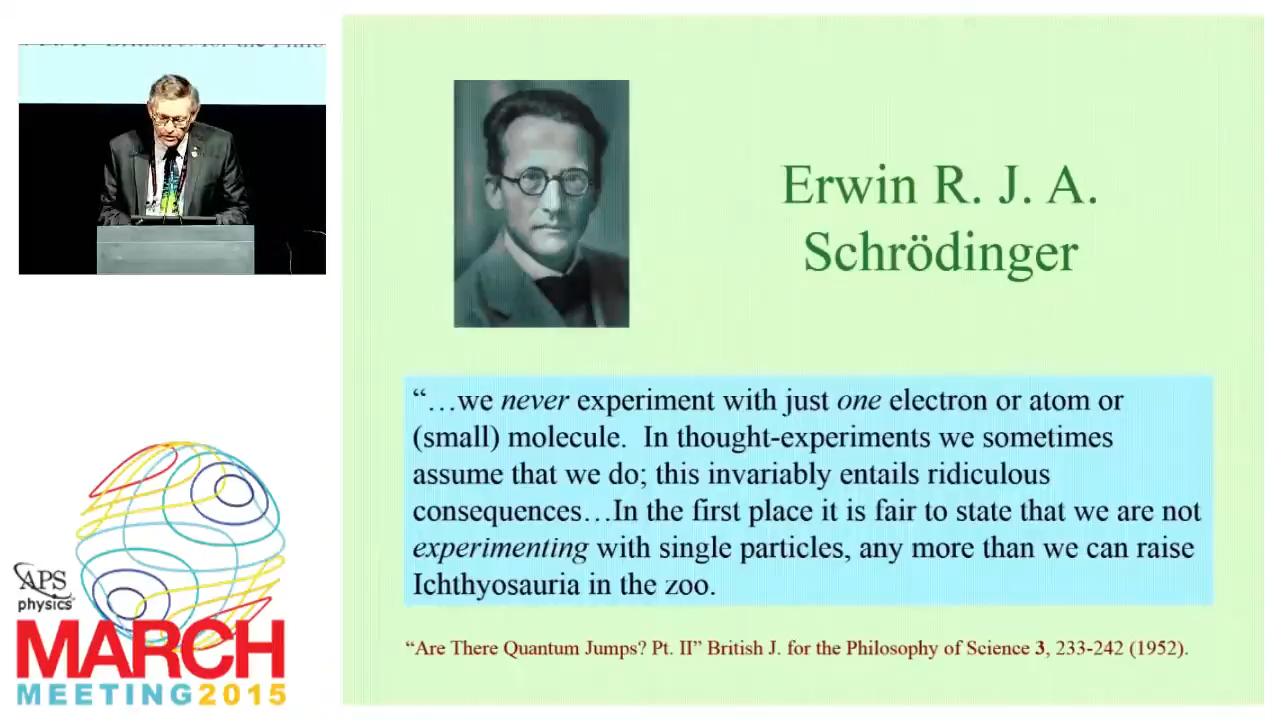 Erwin R. J. A.
Schrödinger
“…we never experiment with just one electron or atom or
(small) molecule.  In thought-experiments we sometimes
assume that we do; this invariably entails ridiculous
consequences…In the first place it is fair to state that we are not
experimenting with single particles, any more than we can raise
Ichthyosauria in the zoo.
“Are There Quantum Jumps? Pt. II” British J. for the Philosophy of Science 3, 233-242 (1952).
APS
physics
MARCH
MEETING 2015